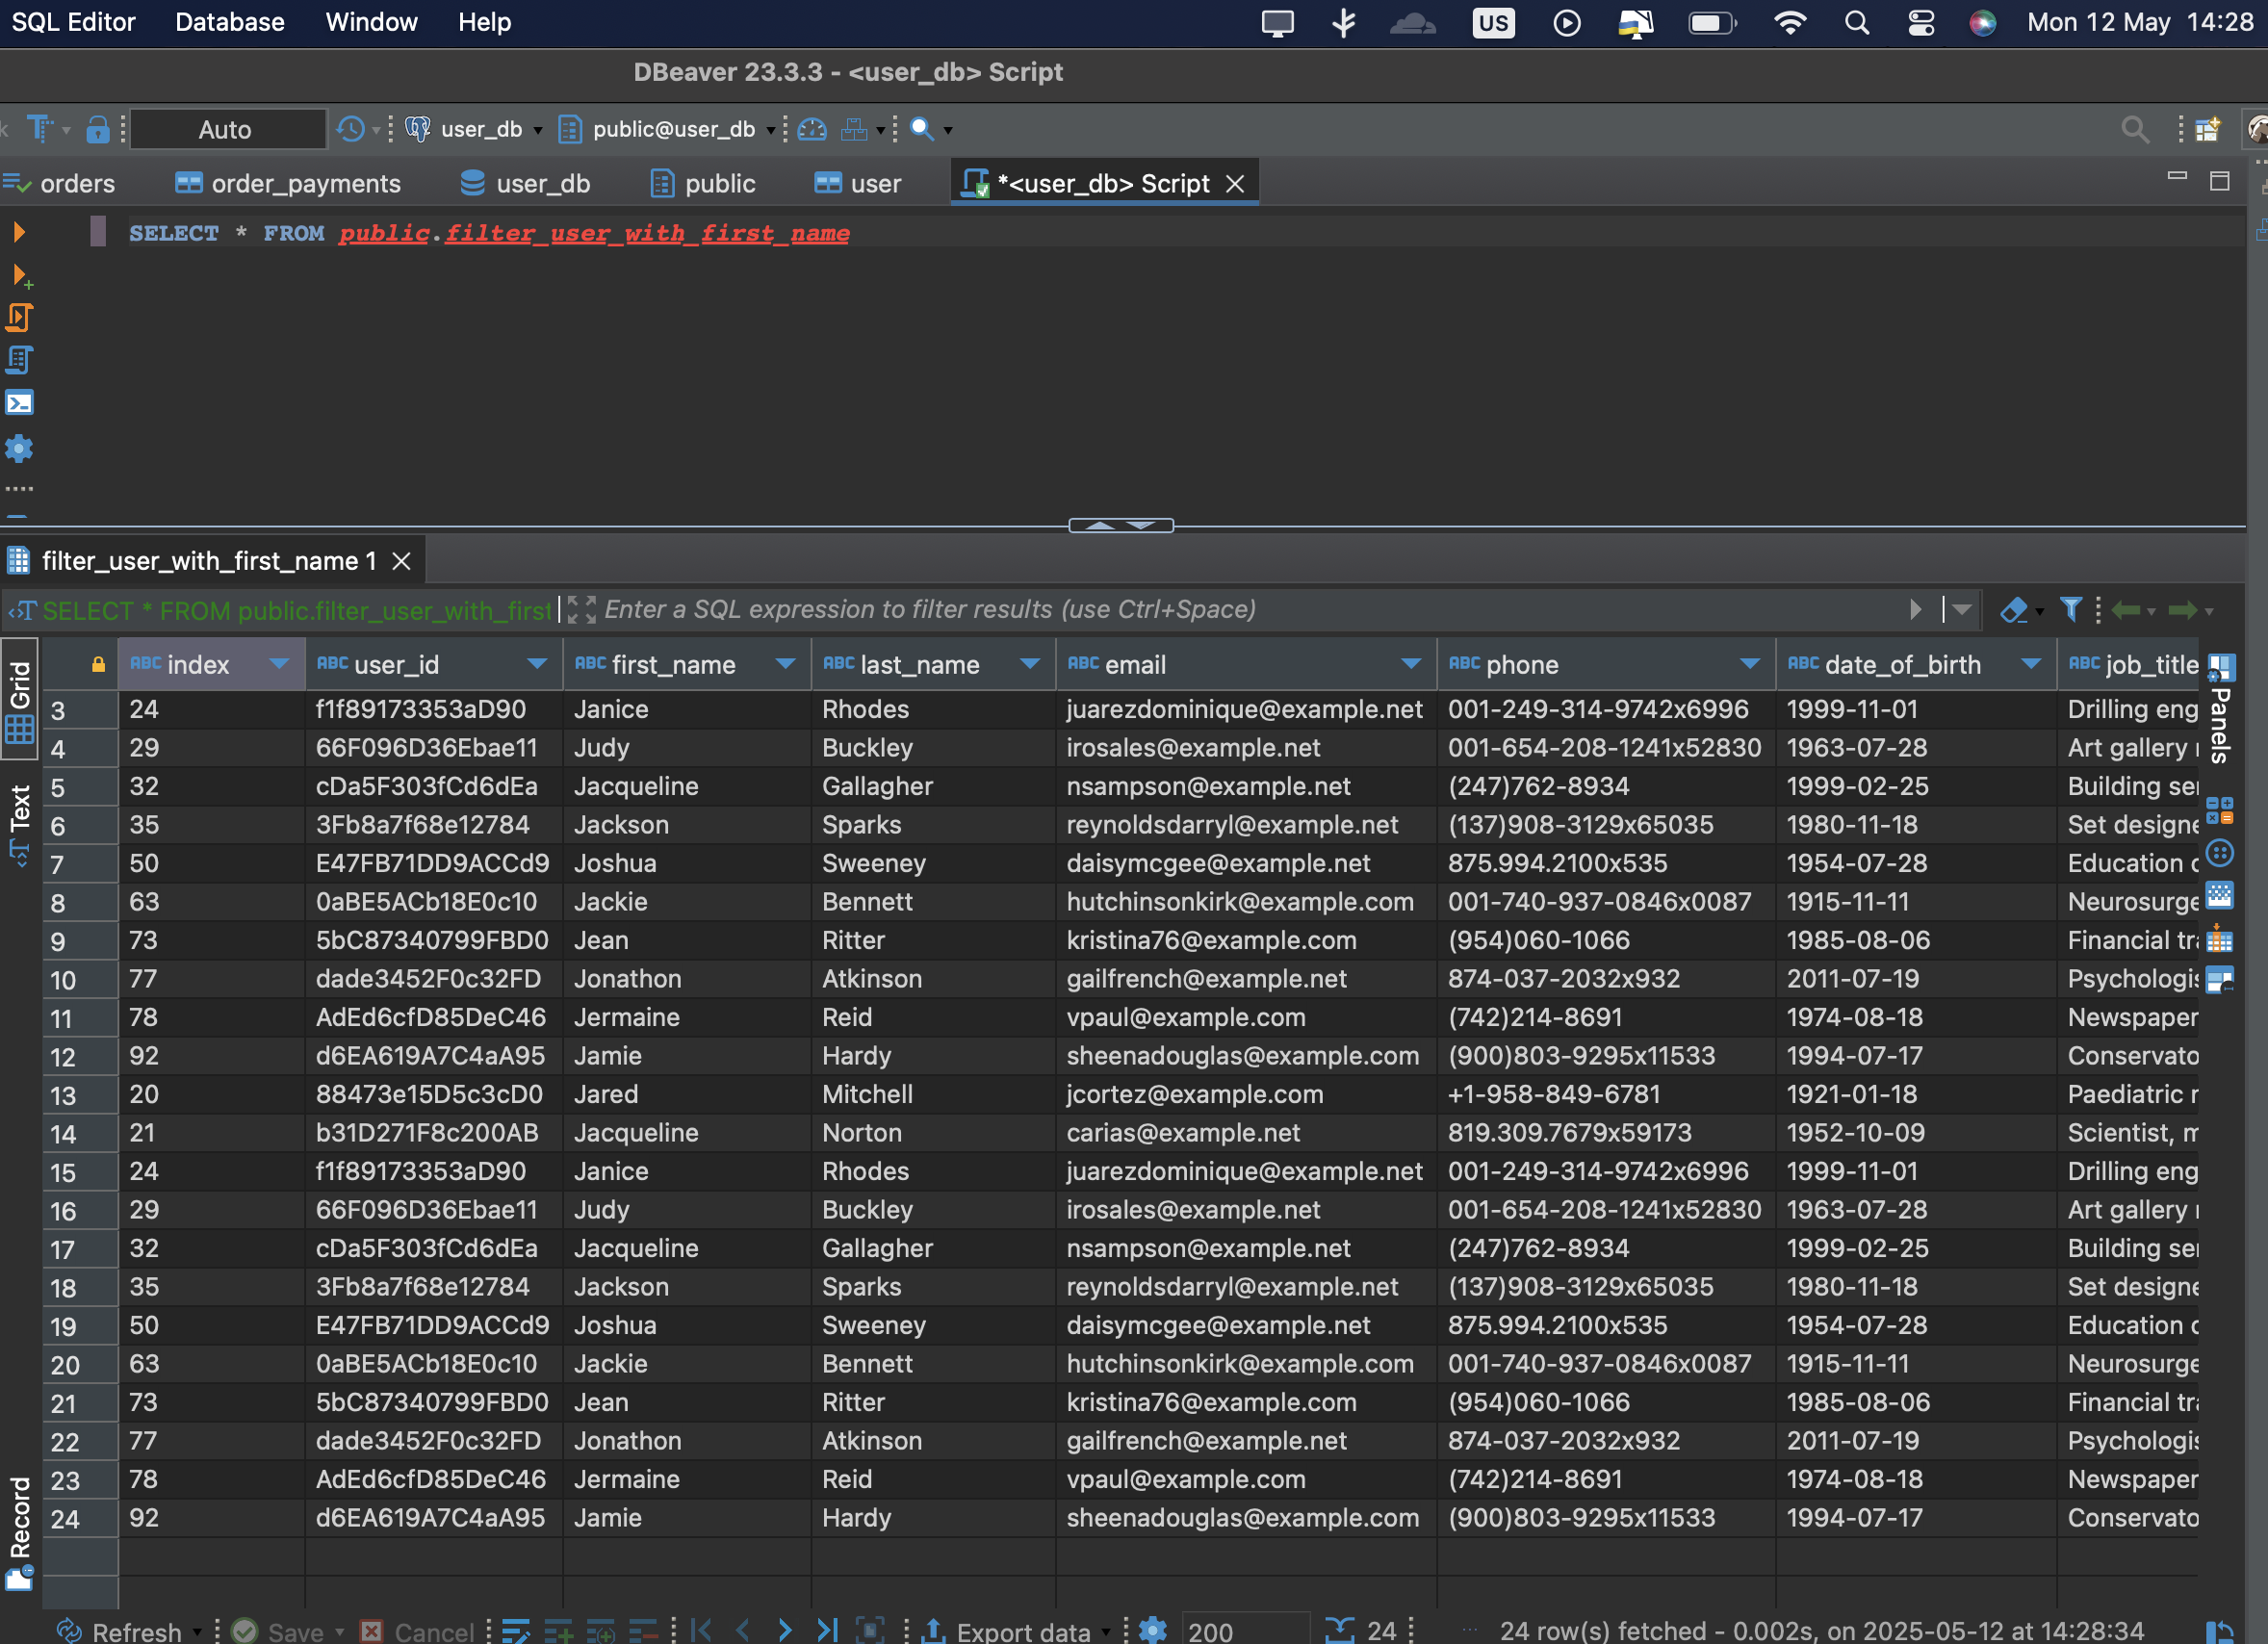 SQL Editor Database Window Help US Mon 12 May 14:28
DBeaver 23.3.3 - <user_db> Script
Auto user_db public@user_db
orders order_payments user_db public user *<user_db> Script
SELECT * FROM public.filter_user_with_first_name
filter_user_with_first_name 1
SELECT * FROM public.filter_user_with_first Enter a SQL expression to filter results (use Ctrl+Space)
Grid
Text
Record
Panels
ABC index ABC user_id ABC first_name ABC last_name ABC email ABC phone ABC date_of_birth ABC job_title
3 24 f1f89173353aD90 Janice Rhodes juarezdominique@example.net 001-249-314-9742x6996 1999-11-01 Drilling eng
4 29 66F096D36Ebae11 Judy Buckley irosales@example.net 001-654-208-1241x52830 1963-07-28 Art gallery
5 32 cDa5F303fCd6dEa Jacqueline Gallagher nsampson@example.net (247)762-8934 1999-02-25 Building ser
6 35 3Fb8a7f68e12784 Jackson Sparks reynoldsdarryl@example.net (137)908-3129x65035 1980-11-18 Set designe
7 50 E47FB71DD9ACCd9 Joshua Sweeney daisymcgee@example.net 875.994.2100x535 1954-07-28 Education
8 63 0aBE5ACb18E0c10 Jackie Bennett hutchinsonkirk@example.com 001-740-937-0846x0087 1915-11-11 Neurosurge
9 73 5bC87340799FBD0 Jean Ritter kristina76@example.com (954)060-1066 1985-08-06 Financial tra
10 77 dade3452F0c32FD Jonathon Atkinson gailfrench@example.net 874-037-2032x932 2011-07-19 Psychologis
11 78 AdEd6cfD85DeC46 Jermaine Reid vpaul@example.com (742)214-8691 1974-08-18 Newspaper
12 92 d6EA619A7C4aA95 Jamie Hardy sheenadouglas@example.com (900)803-9295x11533 1994-07-17 Conservato
13 20 88473e15D5c3cD0 Jared Mitchell jcortez@example.com +1-958-849-6781 1921-01-18 Paediatric
14 21 b31D271F8c200AB Jacqueline Norton carias@example.net 819.309.7679x59173 1952-10-09 Scientist, m
15 24 f1f89173353aD90 Janice Rhodes juarezdominique@example.net 001-249-314-9742x6996 1999-11-01 Drilling eng
16 29 66F096D36Ebae11 Judy Buckley irosales@example.net 001-654-208-1241x52830 1963-07-28 Art gallery
17 32 cDa5F303fCd6dEa Jacqueline Gallagher nsampson@example.net (247)762-8934 1999-02-25 Building ser
18 35 3Fb8a7f68e12784 Jackson Sparks reynoldsdarryl@example.net (137)908-3129x65035 1980-11-18 Set designe
19 50 E47FB71DD9ACCd9 Joshua Sweeney daisymcgee@example.net 875.994.2100x535 1954-07-28 Education
20 63 0aBE5ACb18E0c10 Jackie Bennett hutchinsonkirk@example.com 001-740-937-0846x0087 1915-11-11 Neurosurge
21 73 5bC87340799FBD0 Jean Ritter kristina76@example.com (954)060-1066 1985-08-06 Financial tra
22 77 dade3452F0c32FD Jonathon Atkinson gailfrench@example.net 874-037-2032x932 2011-07-19 Psychologis
23 78 AdEd6cfD85DeC46 Jermaine Reid vpaul@example.com (742)214-8691 1974-08-18 Newspaper
24 92 d6EA619A7C4aA95 Jamie Hardy sheenadouglas@example.com (900)803-9295x11533 1994-07-17 Conservato
Refresh Save Cancel Export data 200 24 24 row(s) fetched - 0.002s, on 2025-05-12 at 14:28:34